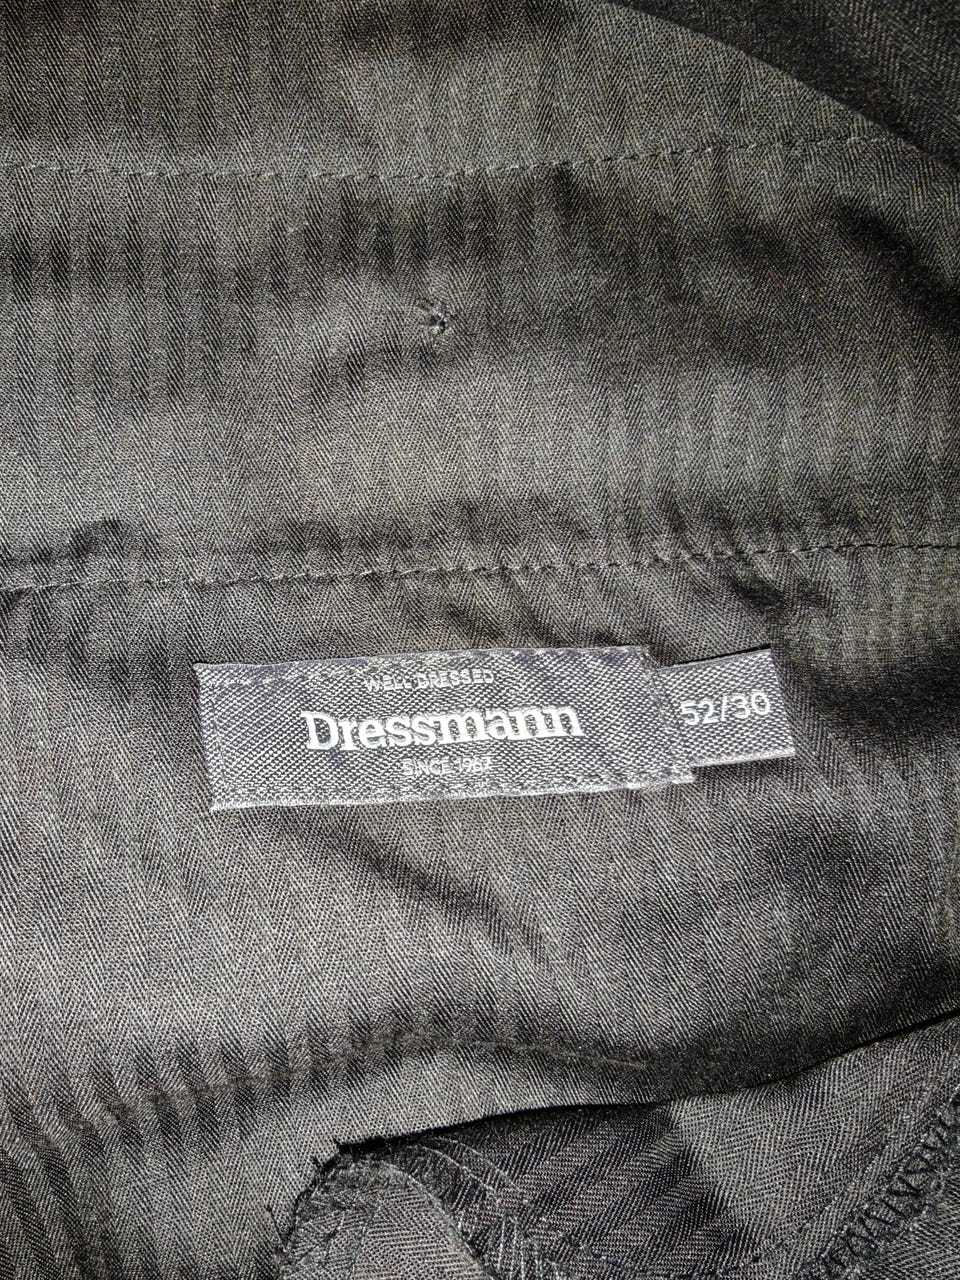 WELL DRESSED
Dressmann
SINCE 1967
52/30